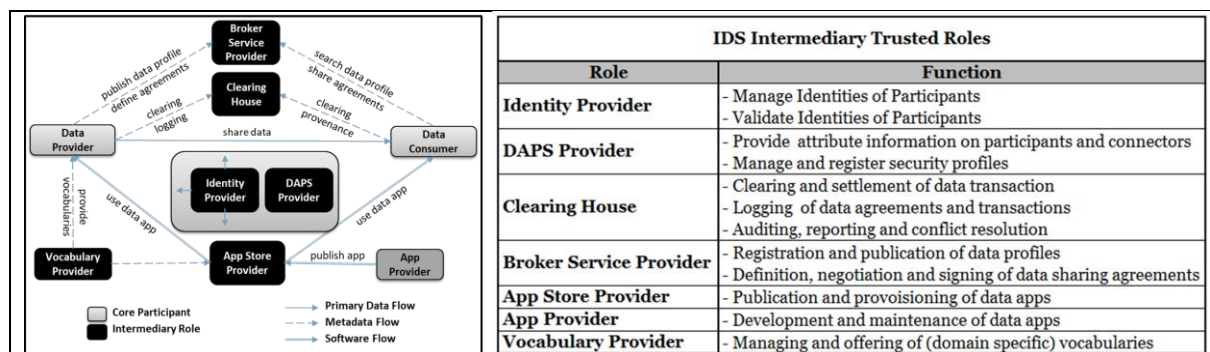 Broker
Service
Provider
publish data profile
define agreements
search data profile
share agreements
Clearing
House
clearing
logging
clearing
provenance
Data
Provider
share data
Data
Consumer
Identity
Provider
DAPS
Provider
provide
vocabularies
use data app
use data app
Vocabulary
Provider
App Store
Provider
publish app
App
Provider
Core Participant
Intermediary Role
Primary Data Flow
Metadata Flow
Software Flow
IDS Intermediary Trusted Roles
Role Function
Identity Provider
- Manage Identities of Participants
- Validate Identities of Participants
DAPS Provider
- Provide attribute information on participants and connectors
- Manage and register security profiles
Clearing House
- Clearing and settlement of data transaction
- Logging of data agreements and transactions
- Auditing, reporting and conflict resolution
Broker Service Provider
- Registration and publication of data profiles
- Definition, negotiation and signing of data sharing agreements
App Store Provider - Publication and provoisioning of data apps
App Provider - Development and maintenance of data apps
Vocabulary Provider - Managing and offering of (domain specific) vocabularies